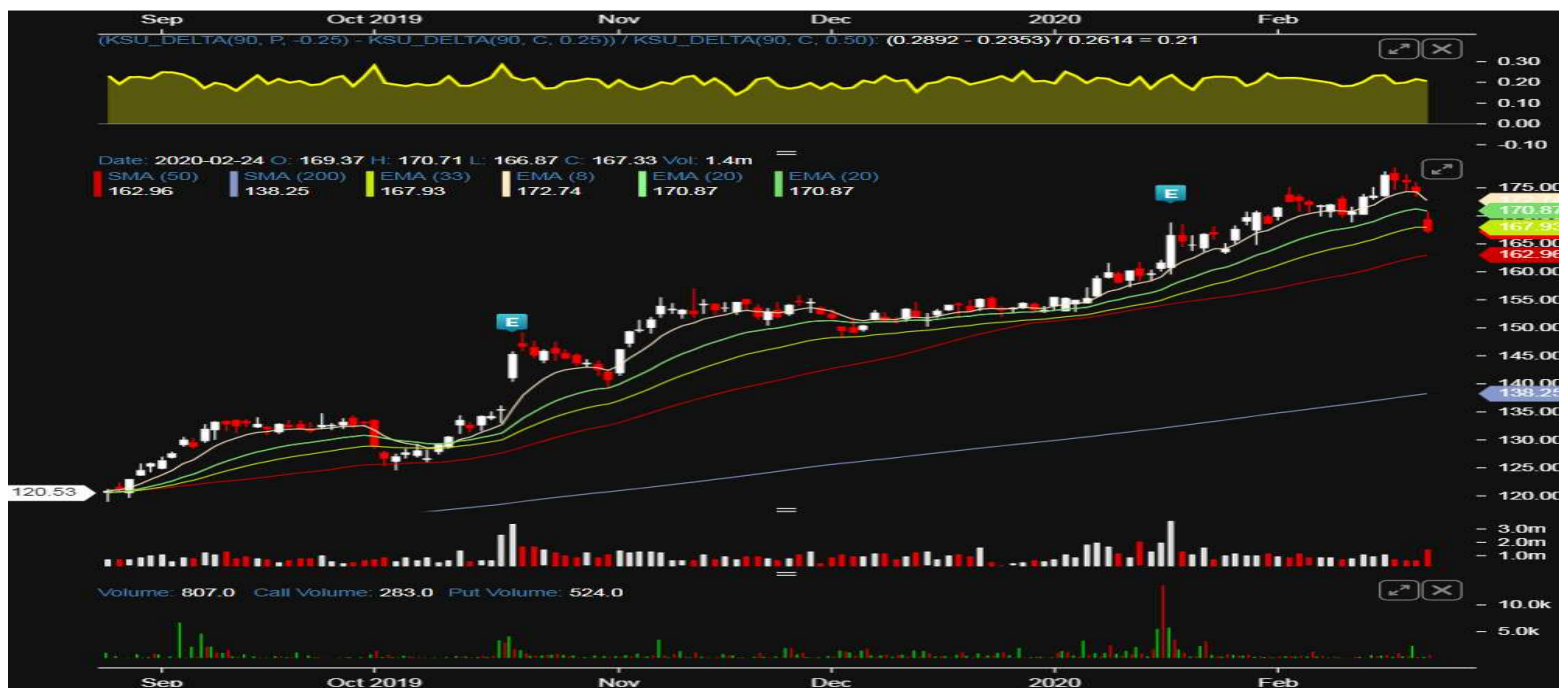 Sep Oct 2019 Nov Dec 2020 Feb
(KSU_DELTA(90, P, -0.25) - KSU_DELTA(90, C, 0.25)) / KSU_DELTA(90, C, 0.50): (0.2892 - 0.2353) / 0.2614 = 0.21
0.30
0.20
0.10
0.00
-0.10
Date: 2020-02-24 O: 169.37 H: 170.71 L: 166.87 C: 167.33 Vol: 1.4m
SMA (50) SMA (200) EMA (33) EMA (8) EMA (20) EMA (20)
162.96 138.25 167.93 172.74 170.87 170.87
E
E
175.00
170.87
167.93
165.00
162.96
160.00
155.00
150.00
145.00
140.00
138.25
135.00
130.00
125.00
120.53
120.00
3.0m
2.0m
1.0m
Volume: 807.0 Call Volume: 283.0 Put Volume: 524.0
10.0k
5.0k
Sep Oct 2019 Nov Dec 2020 Feb